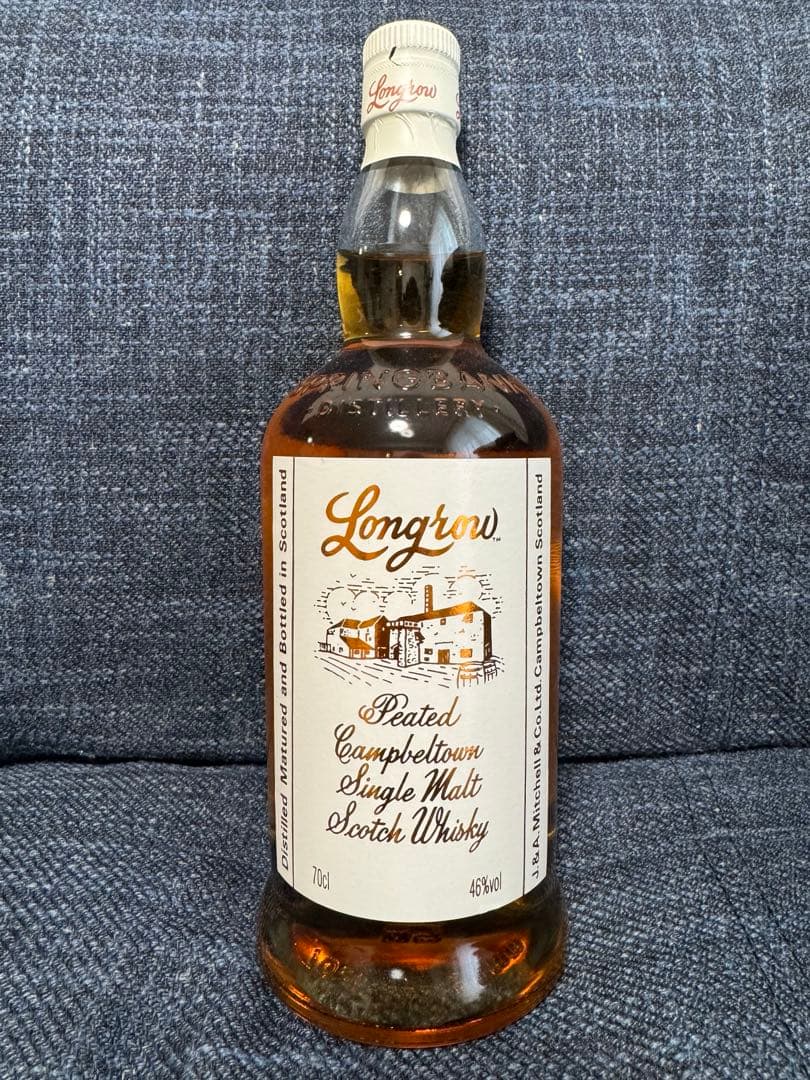 Longrow
SPRINGBANK
DISTILLERY
Distilled Matured and Bottled in Scotland
Longrow™
Peated
Campbeltown
Single Malt
Scotch Whisky
70cl
46%vol
J. & A. Mitchell & Co. Ltd. Campbeltown Scotland